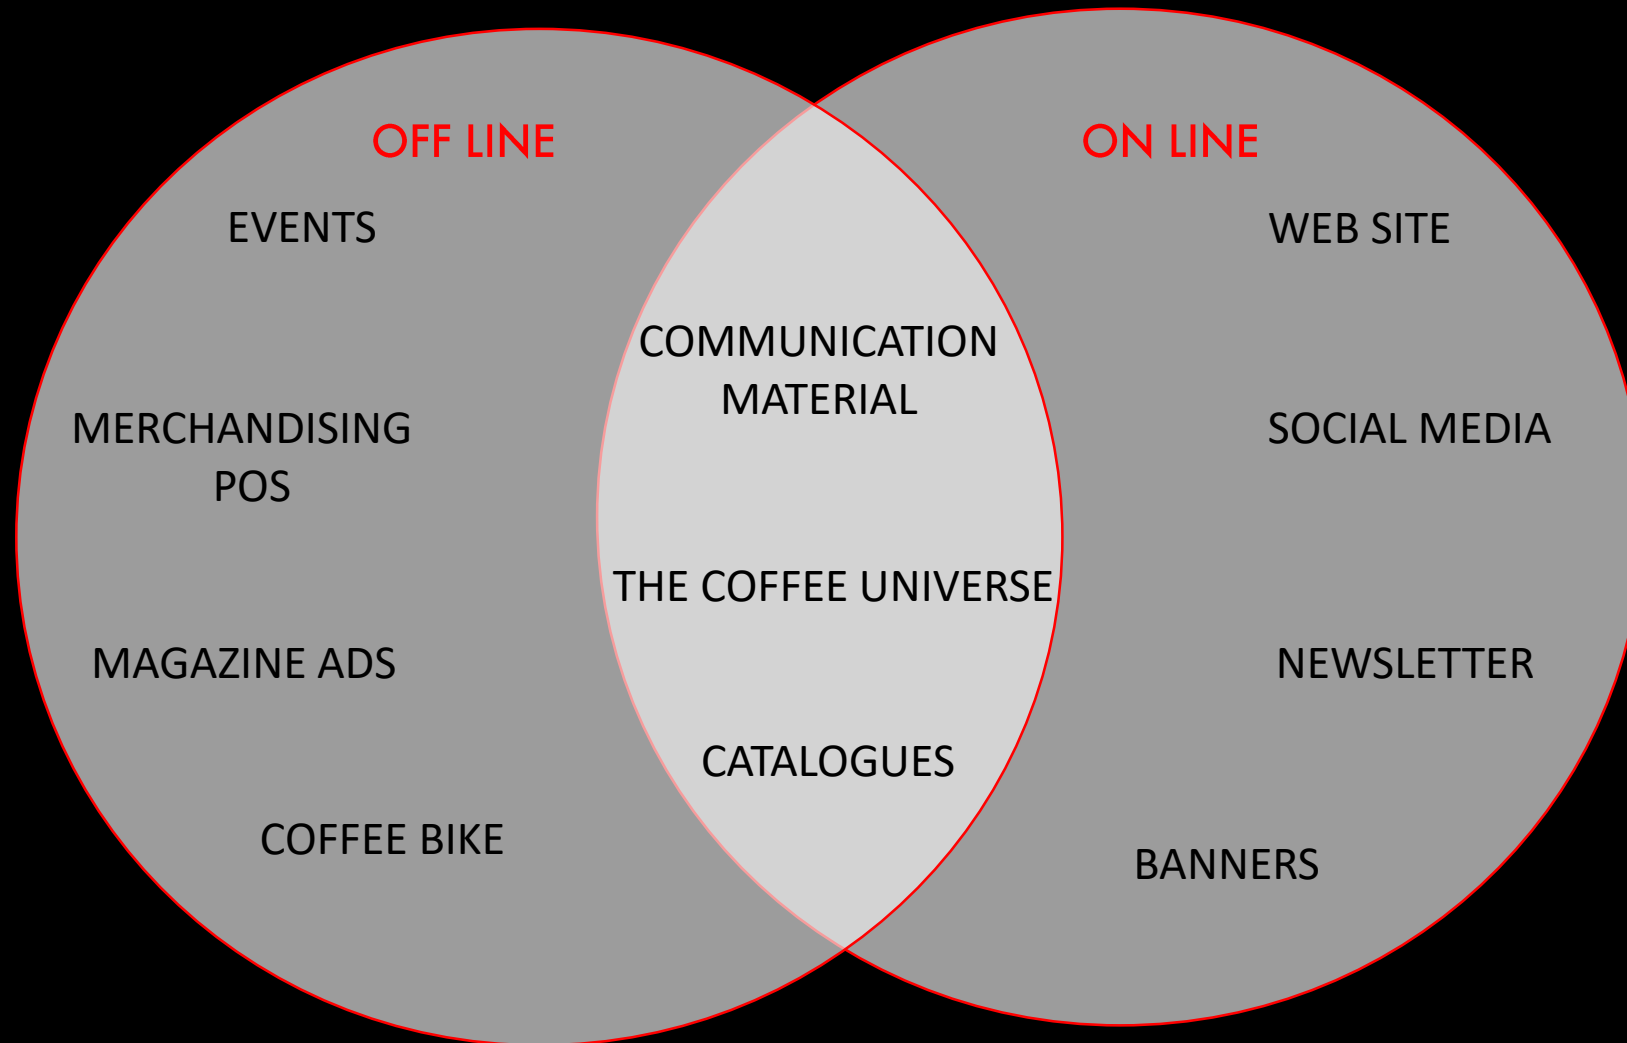 OFF LINE
EVENTS
MERCHANDISING
POS
MAGAZINE ADS
COFFEE BIKE
COMMUNICATION
MATERIAL
THE COFFEE UNIVERSE
CATALOGUES
ON LINE
WEB SITE
SOCIAL MEDIA
NEWSLETTER
BANNERS